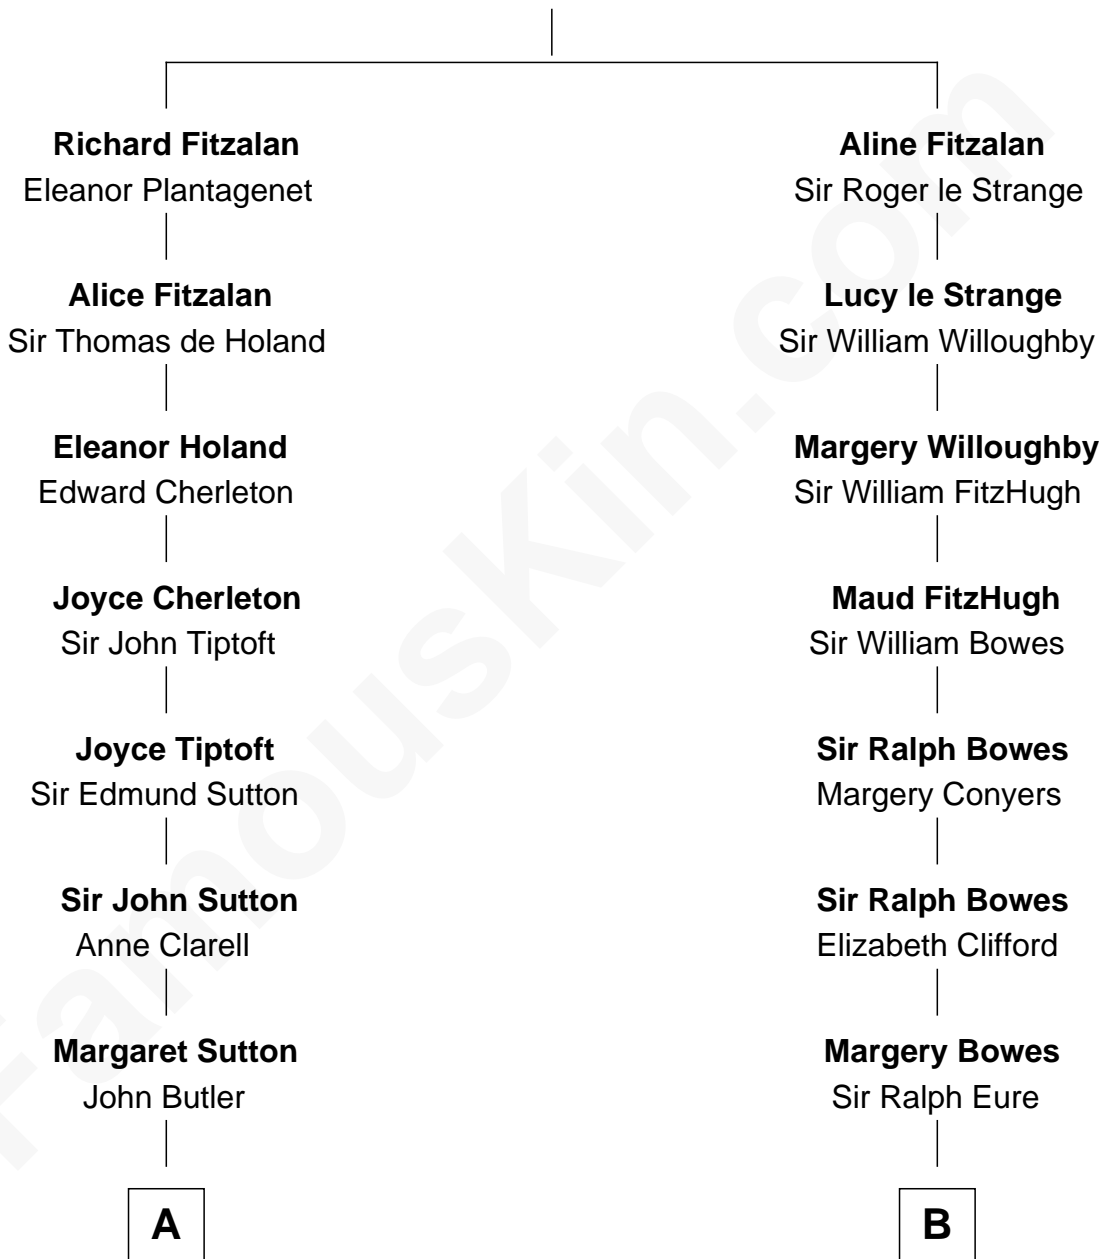 Richard Fitzalan
Eleanor Plantagenet
Aline Fitzalan
Sir Roger le Strange
Alice Fitzalan
Sir Thomas de Holand
Lucy le Strange
Sir William Willoughby
Eleanor Holand
Edward Cherleton
Margery Willoughby
Sir William FitzHugh
Joyce Cherleton
Sir John Tiptoft
Maud FitzHugh
Sir William Bowes
Joyce Tiptoft
Sir Edmund Sutton
Sir Ralph Bowes
Margery Conyers
Sir John Sutton
Anne Clarell
Sir Ralph Bowes
Elizabeth Clifford
Margaret Sutton
John Butler
Margery Bowes
Sir Ralph Eure
A
B
FamousKin.com